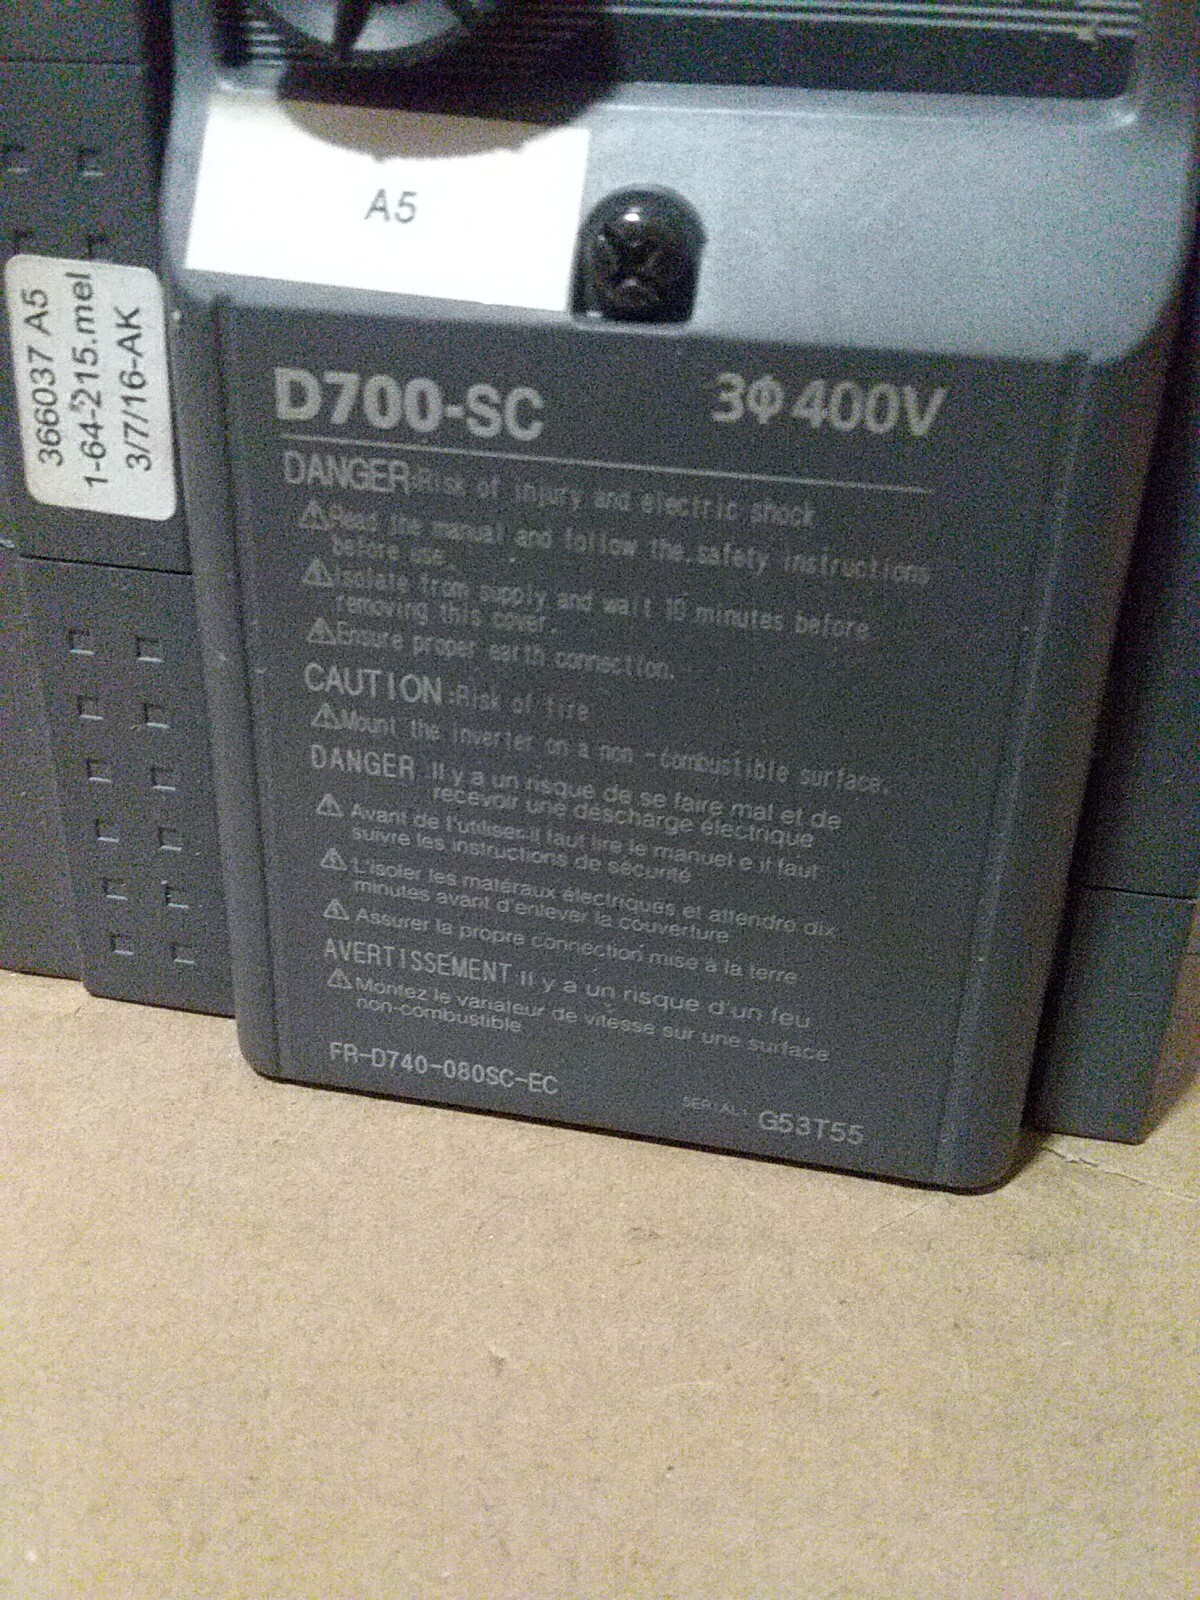 A5
366037 A5
1-64-215.mel
3/7/16-AK
D700-SC 3Φ400V
DANGER:Risk of injury and electric shock
Read the manual and follow the safety instructions
before use.
Isolate from supply and wait 10 minutes before
removing this cover.
Ensure proper earth connection.
CAUTION:Risk of fire
Mount the inverter on a non-combustible surface.
DANGER Il y a un risque de se faire mal et de
recevoir une décharge électrique
Avant de l'utiliser il faut lire le manuel e il faut
suivre les instructions de sécurité
L'isoler les matéraux électriques et attendre dix
minutes avant d'enlever la couverture
Assurer la propre connection mise à la terre
AVERTISSEMENT Il y a un risque d'un feu
Montez le variateur de vitesse sur une surface
non-combustible
FR-D740-080SC-EC
SERIAL: G53T55